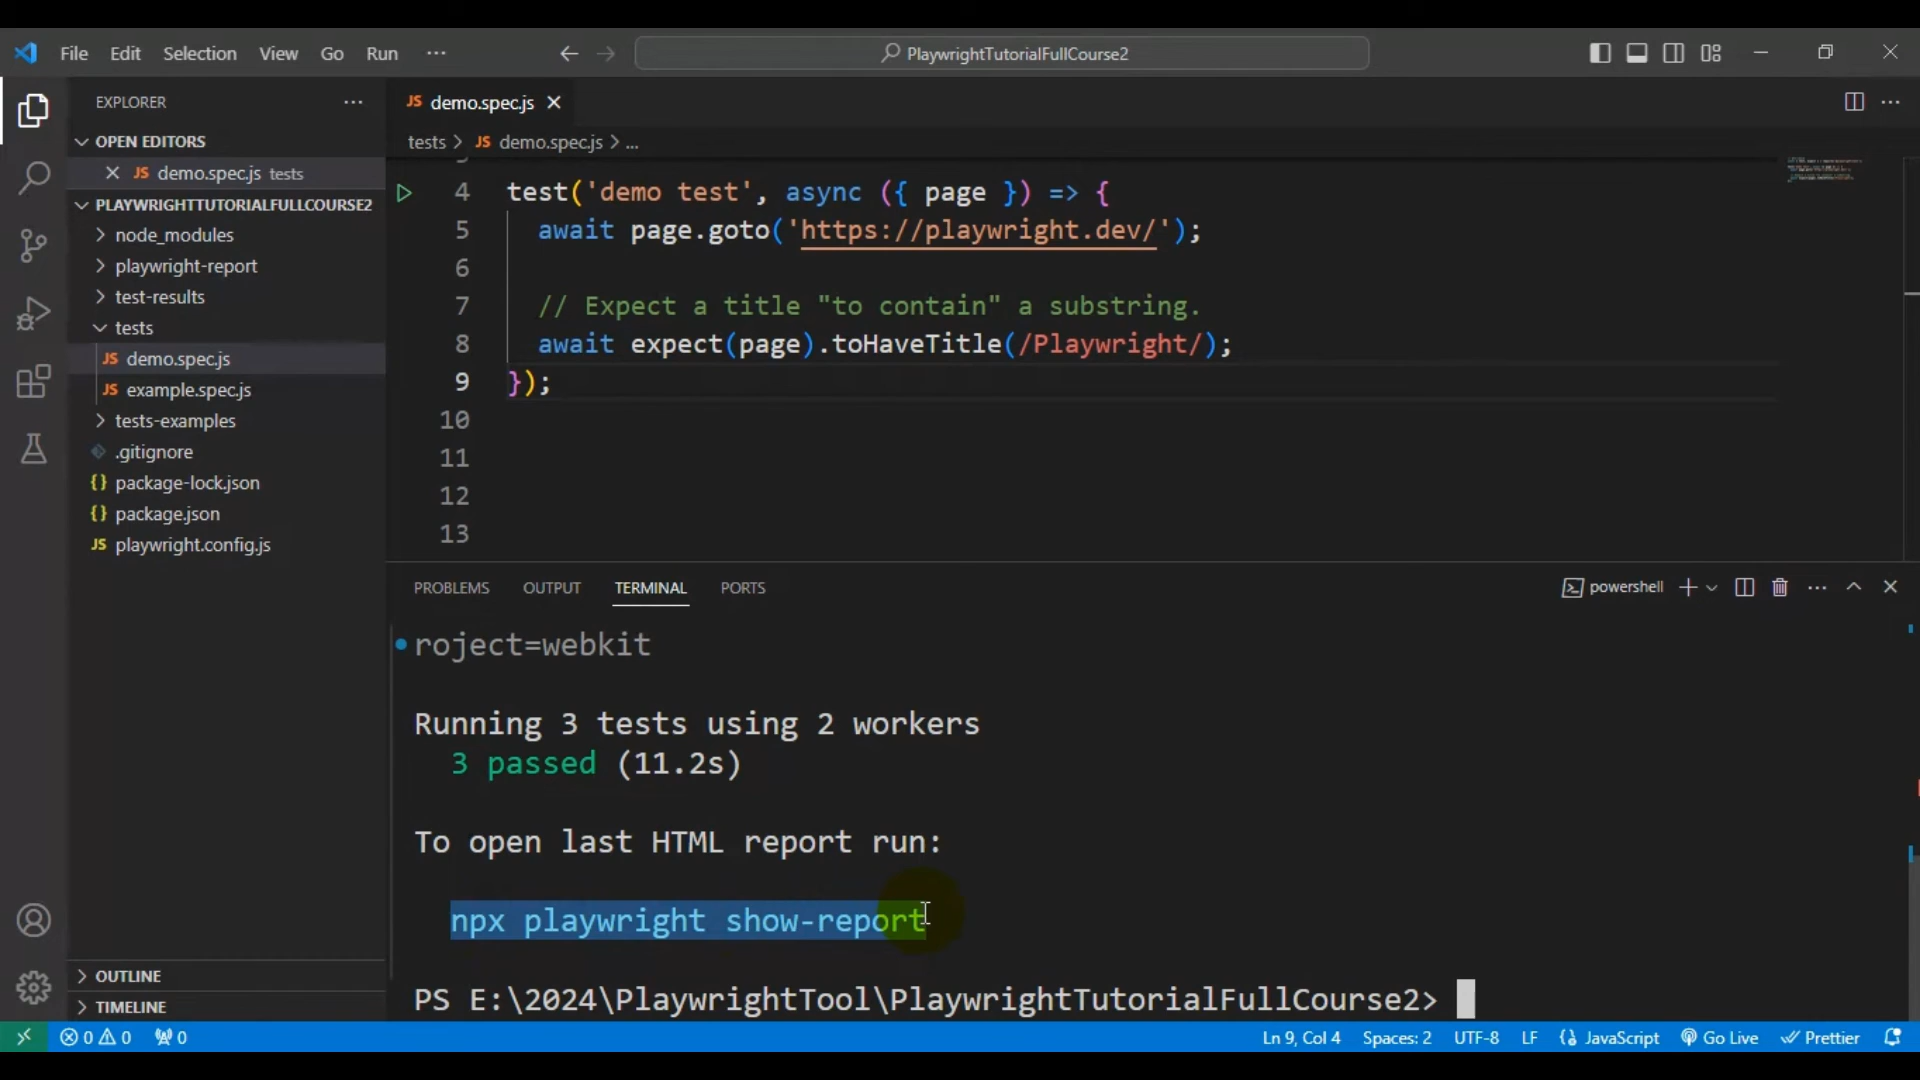 File Edit Selection View Go Run ···
PlaywrightTutorialFullCourse2
EXPLORER ···
OPEN EDITORS
JS demo.spec.js tests
PLAYWRIGHTTUTORIALFULLCOURSE2
node_modules
playwright-report
test-results
tests
JS demo.spec.js
JS example.spec.js
tests-examples
.gitignore
{} package-lock.json
{} package.json
JS playwright.config.js
OUTLINE
TIMELINE
JS demo.spec.js
tests > JS demo.spec.js > ...
4 test('demo test', async ({ page }) => {
5 await page.goto('https://playwright.dev/');
6
7 // Expect a title "to contain" a substring.
8 await expect(page).toHaveTitle(/Playwright/);
9 });
10
11
12
13
PROBLEMS OUTPUT TERMINAL PORTS
powershell
roject=webkit
Running 3 tests using 2 workers
3 passed (11.2s)
To open last HTML report run:
npx playwright show-report
PS E:\2024\PlaywrightTool\PlaywrightTutorialFullCourse2>
0 0 0
Ln 9, Col 4 Spaces: 2 UTF-8 LF {} JavaScript Go Live Prettier